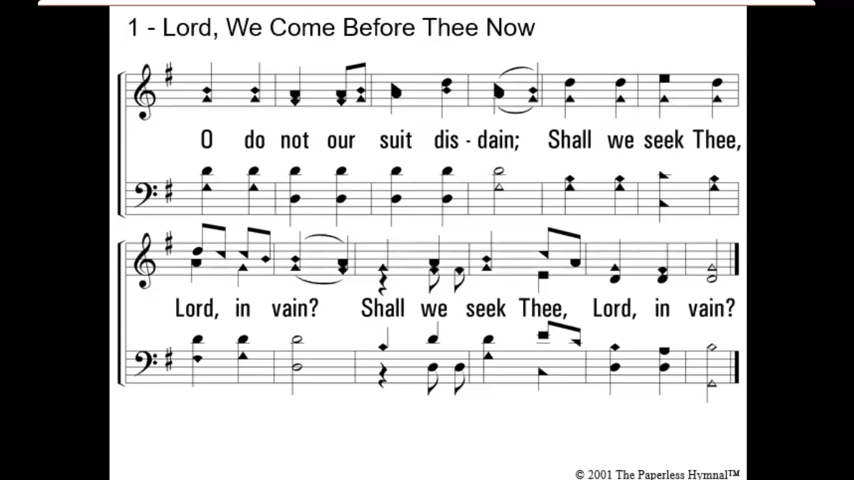 1 - Lord, We Come Before Thee Now
O do not our suit dis - dain; Shall we seek Thee,
Lord, in vain? Shall we seek Thee, Lord, in vain?
© 2001 The Paperless Hymnal™